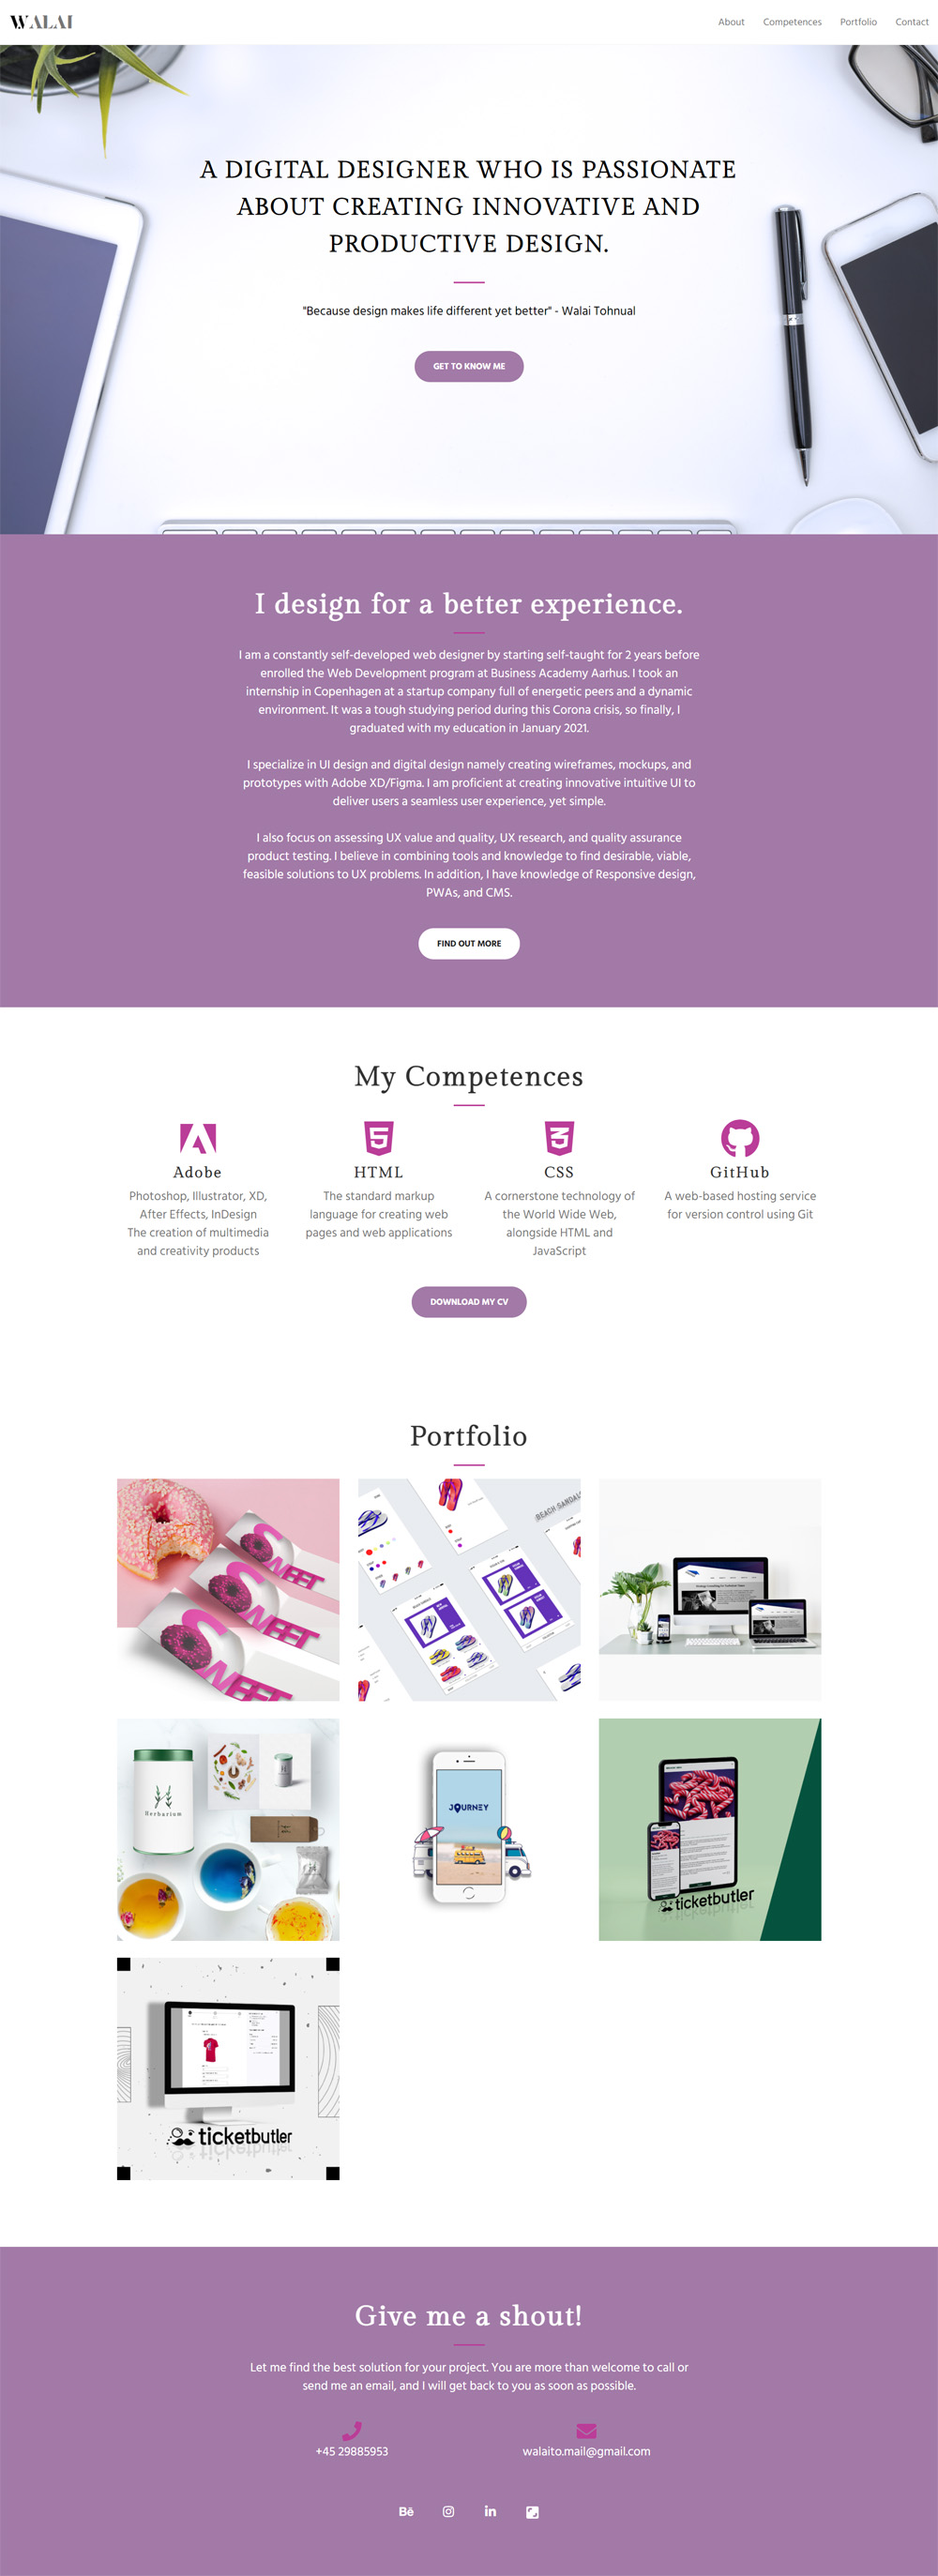 WALAI
About Competences Portfolio Contact
A DIGITAL DESIGNER WHO IS PASSIONATE
ABOUT CREATING INNOVATIVE AND
PRODUCTIVE DESIGN.
"Because design makes life different yet better" - Walai Tohnual
GET TO KNOW ME
I design for a better experience.
I am a constantly self-developed web designer by starting self-taught for 2 years before
enrolled the Web Development program at Business Academy Aarhus. I took an
internship in Copenhagen at a startup company full of energetic peers and a dynamic
environment. It was a tough studying period during this Corona crisis, so finally, I
graduated with my education in January 2021.
I specialize in UI design and digital design namely creating wireframes, mockups, and
prototypes with Adobe XD/Figma. I am proficient at creating innovative intuitive UI to
deliver users a seamless user experience, yet simple.
I also focus on assessing UX value and quality, UX research, and quality assurance
product testing. I believe in combining tools and knowledge to find desirable, viable,
feasible solutions to UX problems. In addition, I have knowledge of Responsive design,
PWAs, and CMS.
FIND OUT MORE
My Competences
Adobe
Photoshop, Illustrator, XD,
After Effects, InDesign
The creation of multimedia
and creativity products
HTML
The standard markup
language for creating web
pages and web applications
CSS
A cornerstone technology of
the World Wide Web,
alongside HTML and
JavaScript
GitHub
A web-based hosting service
for version control using Git
DOWNLOAD MY CV
Portfolio
BEACH SANDAL
Herbarium
JOURNEY
ticketbutler
ticketbutler
Give me a shout!
Let me find the best solution for your project. You are more than welcome to call or
send me an email, and I will get back to you as soon as possible.
+45 29885953
walaito.mail@gmail.com
Bē
in